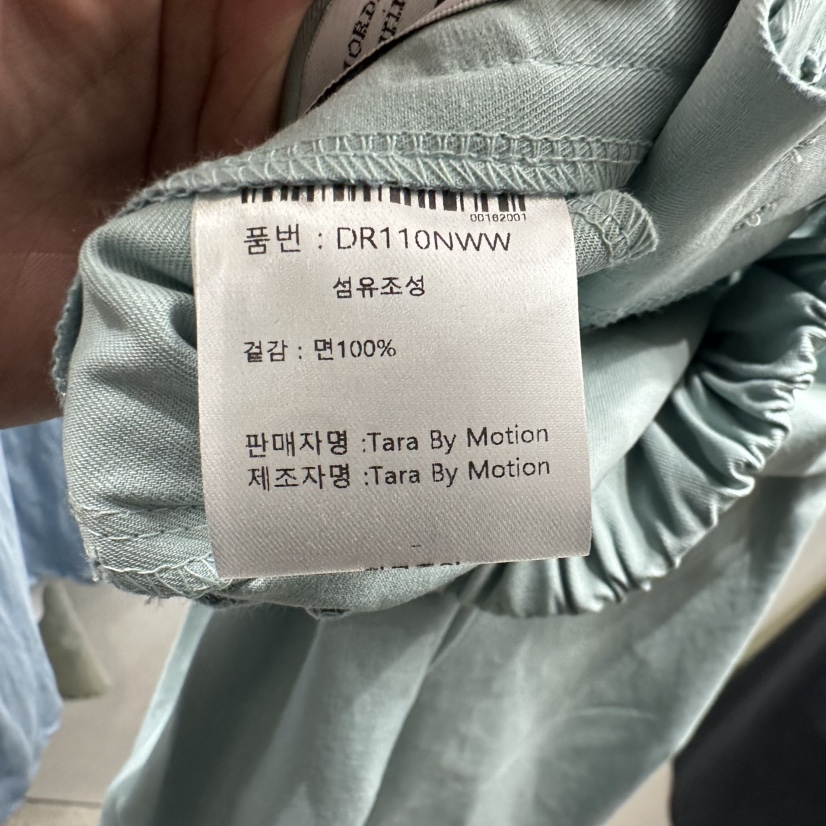 00162001
품번 : DR110NWW
섬유조성
겉감 : 면100%
판매자명 :Tara By Motion
제조자명 :Tara By Motion